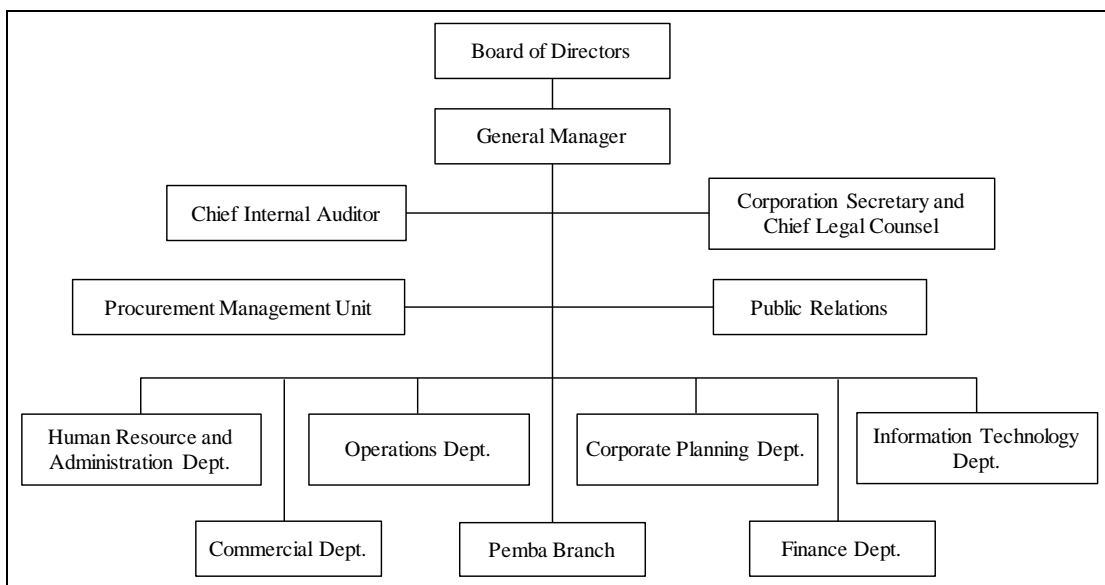 Board of Directors
General Manager
Chief Internal Auditor
Corporation Secretary and
Chief Legal Counsel
Procurement Management Unit
Public Relations
Human Resource and
Administration Dept.
Operations Dept.
Corporate Planning Dept.
Information Technology
Dept.
Commercial Dept.
Pemba Branch
Finance Dept.